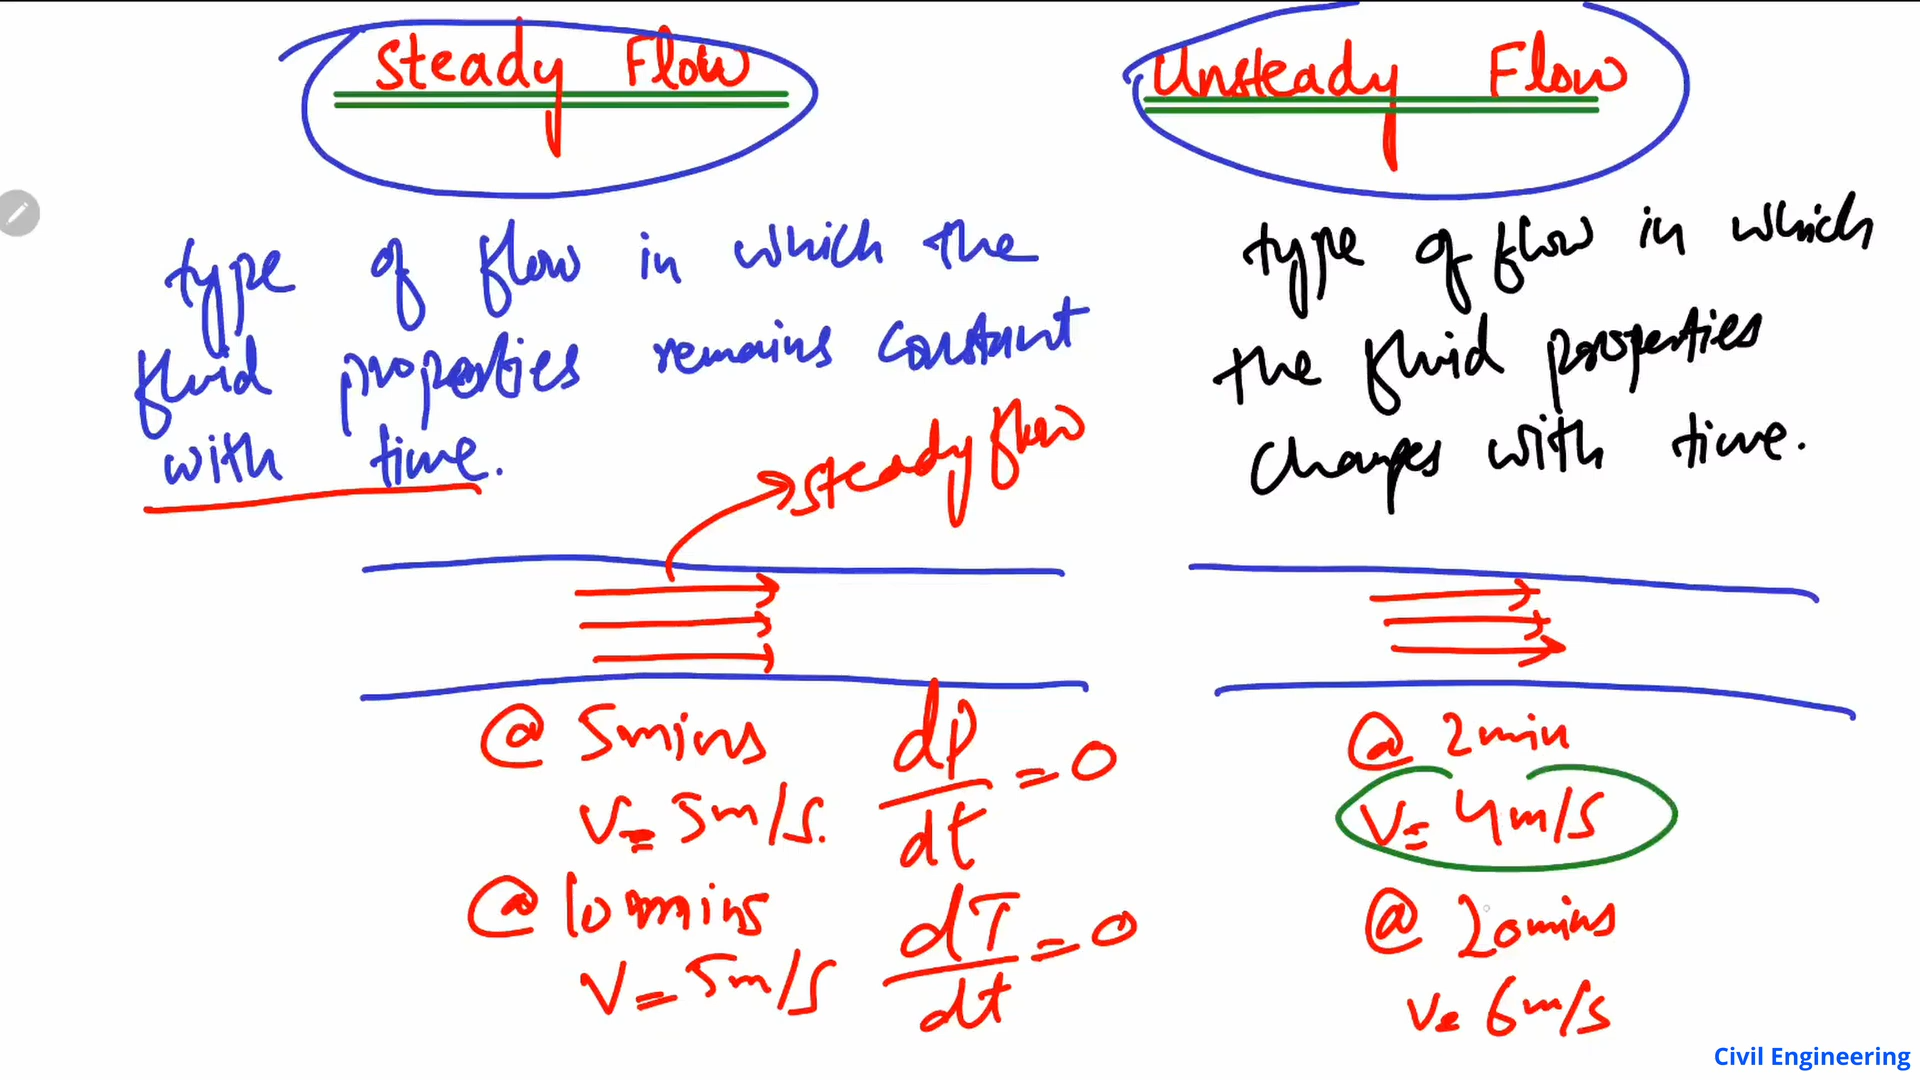 Steady Flow
type of flow in which the
fluid properties remains constant
with time.
steady flow
@ 5mins
V= 5m/s.
@ 10mins
V= 5m/s
dP/dt = 0
dT/dt = 0
Unsteady Flow
type of flow in which
the fluid properties
changes with time.
@ 2min
V= 4m/s
@ 20mins
V= 6m/s
Civil Engineering